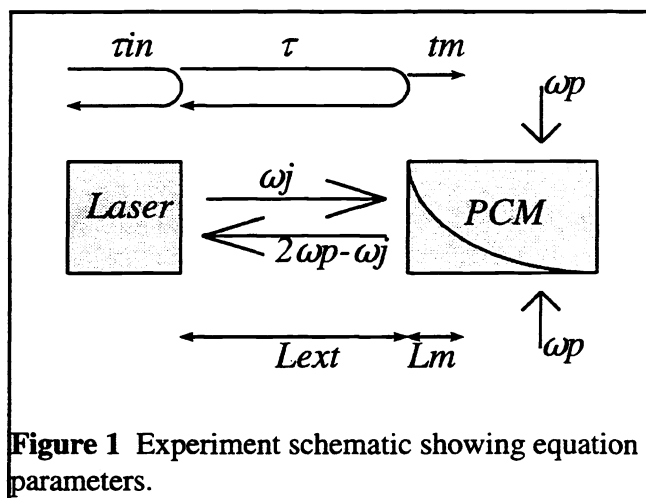 τin τ tm
ωp
ωj
Laser PCM
2ωp-ωj
Lext Lm
ωp
Figure 1 Experiment schematic showing equation
parameters.